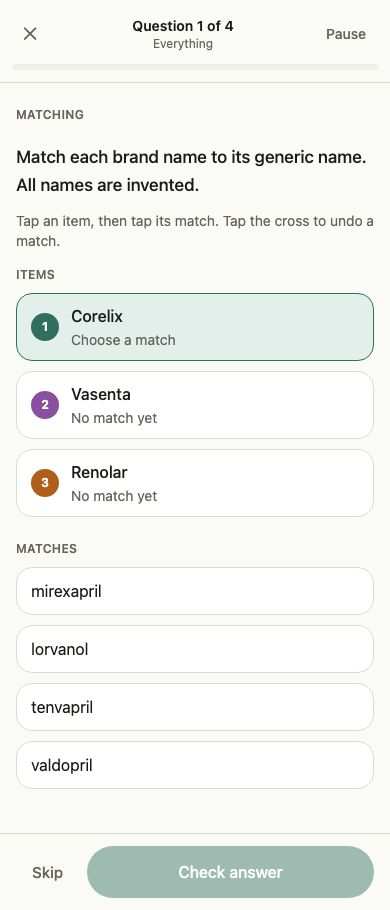 Question 1 of 4
Everything
Pause
MATCHING
Match each brand name to its generic name.
All names are invented.
Tap an item, then tap its match. Tap the cross to undo a
match.
ITEMS
1
Corelix
Choose a match
2
Vasenta
No match yet
3
Renolar
No match yet
MATCHES
mirexapril
lorvanol
tenvapril
valdopril
Skip
Check answer